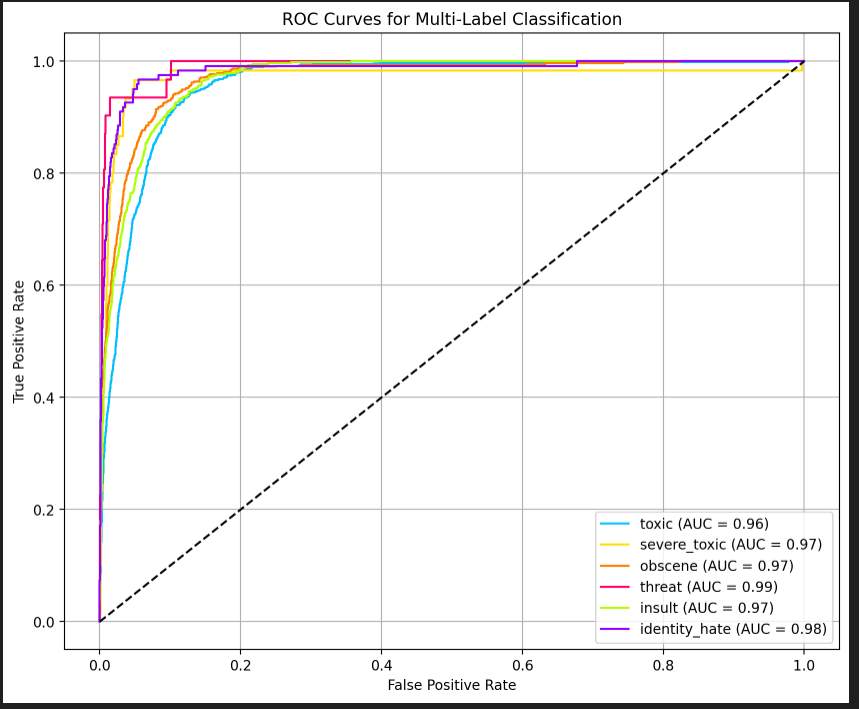 ROC Curves for Multi-Label Classification
True Positive Rate
1.0
0.8
0.6
0.4
0.2
0.0
toxic (AUC = 0.96)
severe_toxic (AUC = 0.97)
obscene (AUC = 0.97)
threat (AUC = 0.99)
insult (AUC = 0.97)
identity_hate (AUC = 0.98)
0.0 0.2 0.4 0.6 0.8 1.0
False Positive Rate